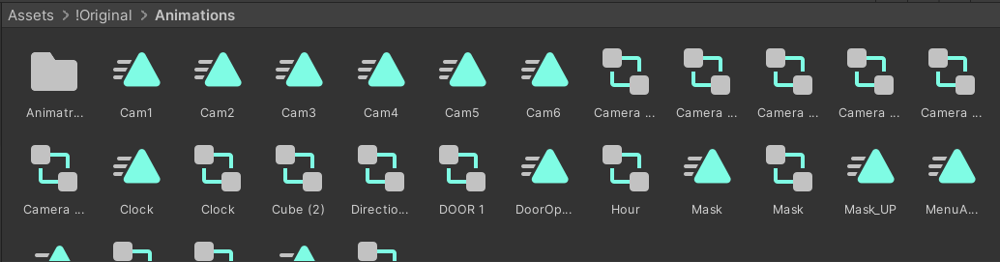 Assets > !Original > Animations
Animatr... Cam1 Cam2 Cam3 Cam4 Cam5 Cam6 Camera ... Camera ... Camera ... Camera ... Camera ...
Camera ... Clock Clock Cube (2) Directio... DOOR 1 DoorOp... Hour Mask Mask Mask_UP MenuA...